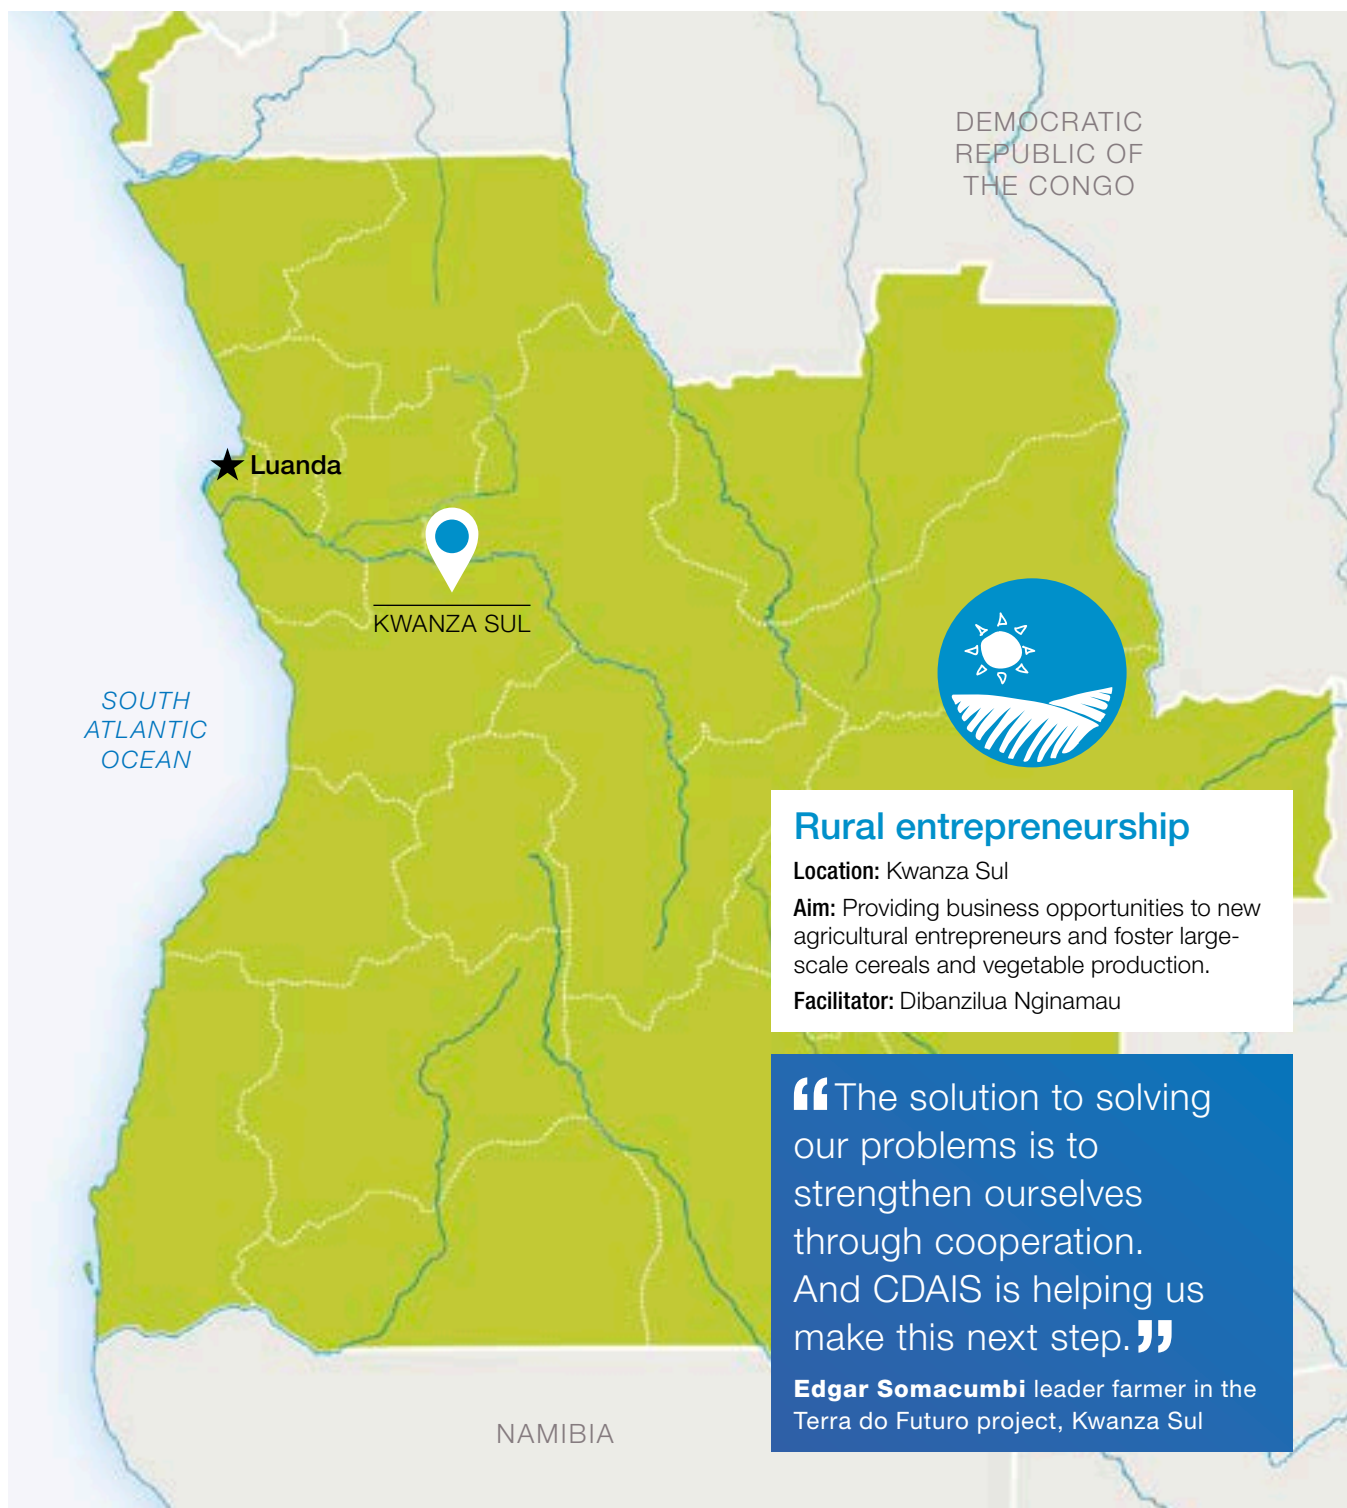 DEMOCRATIC
REPUBLIC OF
THE CONGO
Luanda
KWANZA SUL
SOUTH
ATLANTIC
OCEAN
Rural entrepreneurship
Location: Kwanza Sul
Aim: Providing business opportunities to new
agricultural entrepreneurs and foster large-
scale cereals and vegetable production.
Facilitator: Dibanzilua Nginamau
“The solution to solving
our problems is to
strengthen ourselves
through cooperation.
And CDAIS is helping us
make this next step.”
Edgar Somacumbi leader farmer in the
Terra do Futuro project, Kwanza Sul
NAMIBIA